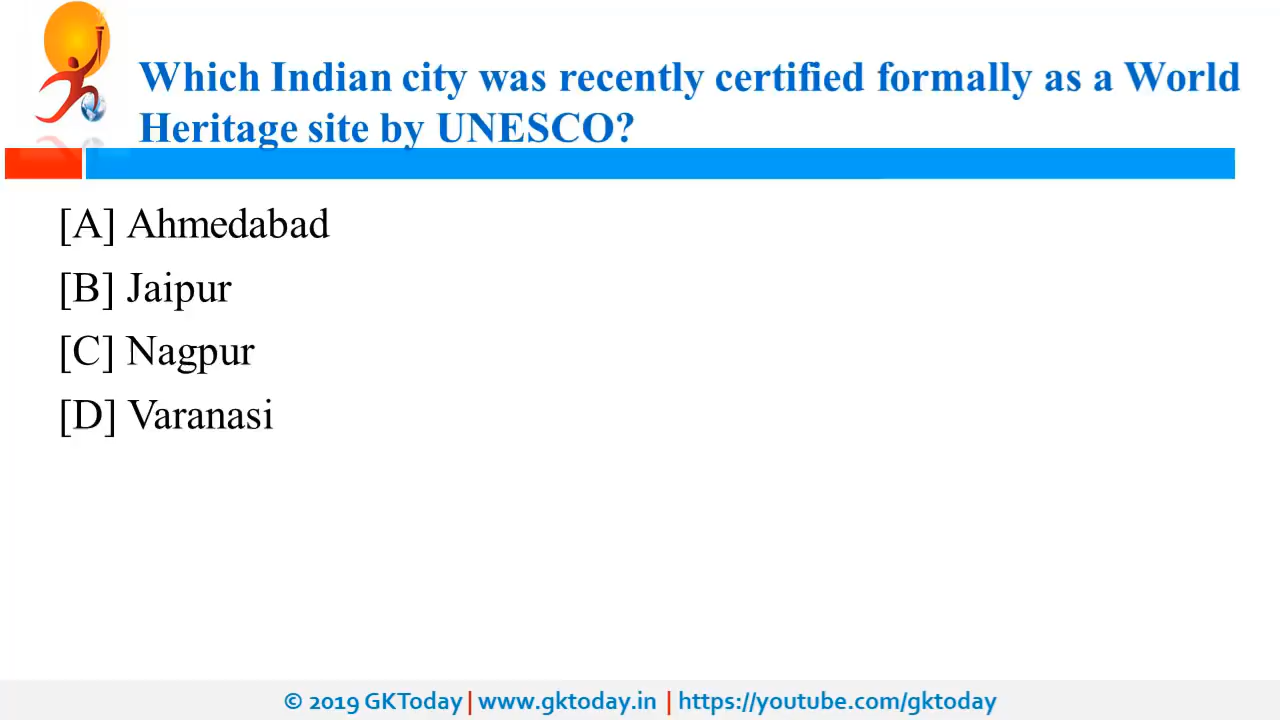 Which Indian city was recently certified formally as a World
Heritage site by UNESCO?
[A] Ahmedabad
[B] Jaipur
[C] Nagpur
[D] Varanasi
© 2019 GKToday | www.gktoday.in | https://youtube.com/gktoday